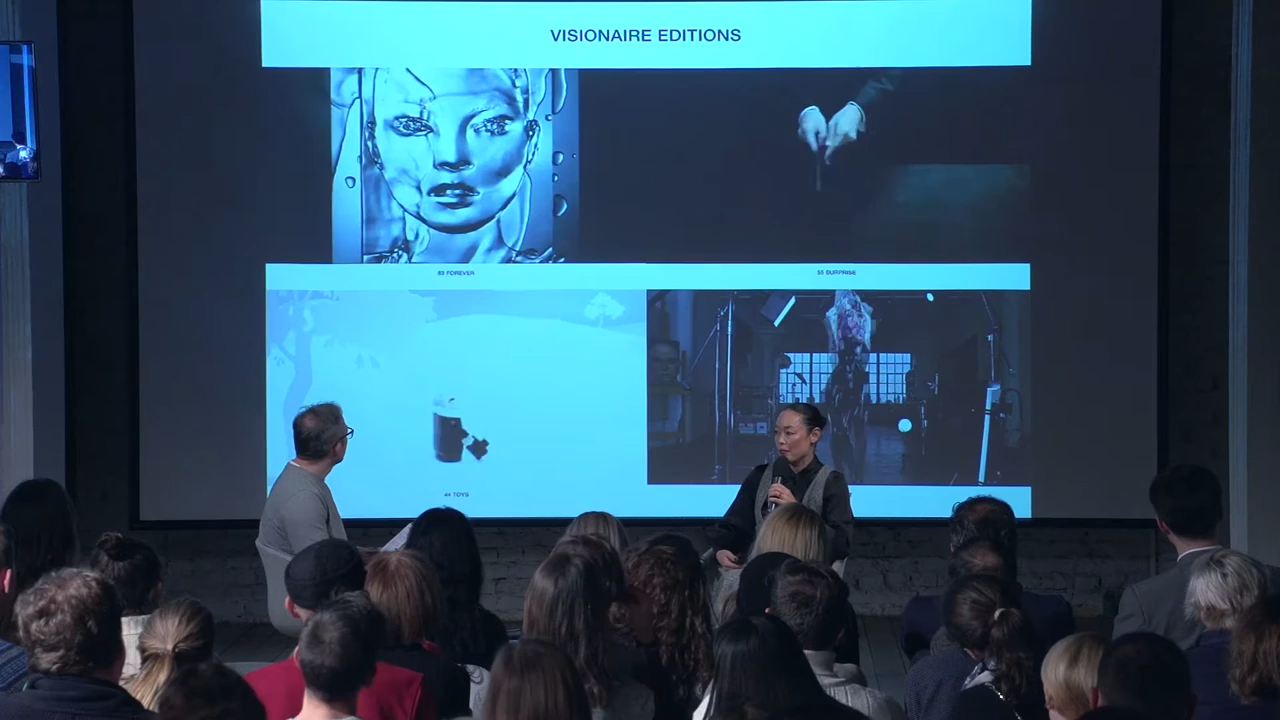 VISIONAIRE EDITIONS
63 FOREVER
55 SURPRISE
44 TOYS